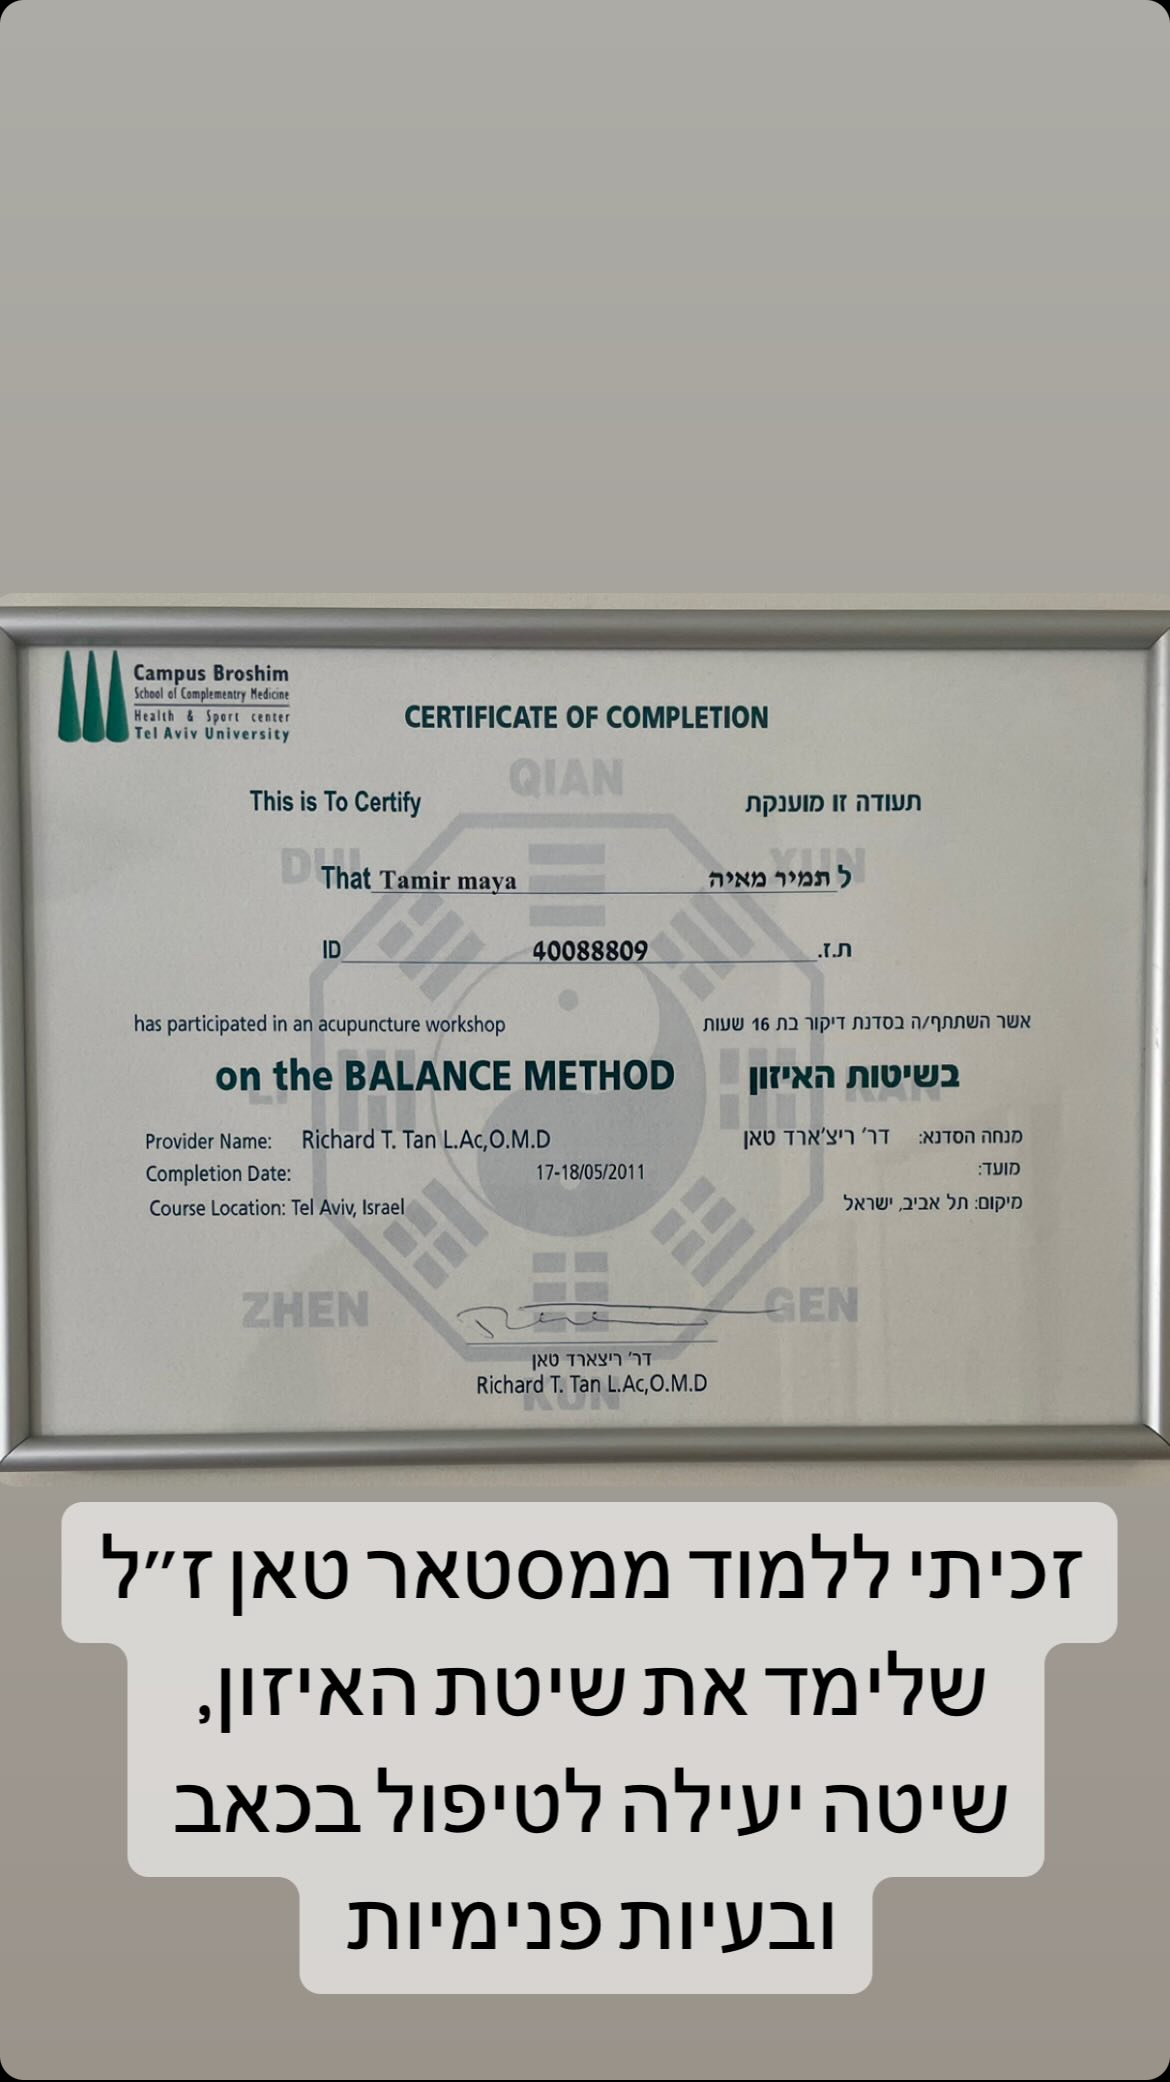 Campus Broshim
School of Complementry Medicine
Health & Sport center
Tel Aviv University
CERTIFICATE OF COMPLETION
QIAN
This is To Certify
תעודה זו מוענקת
DUI
XUN
That Tamir maya
ל תמיר מאיה
ID 40088809 ת.ז.
has participated in an acupuncture workshop
אשר השתתף/ה בסדנת דיקור בת 16 שעות
on the BALANCE METHOD
בשיטות האיזון
LI
KAN
Provider Name: Richard T. Tan L.Ac,O.M.D
מנחה הסדנא: דר׳ ריצ׳ארד טאן
Completion Date: 17-18/05/2011
מועד:
Course Location: Tel Aviv, Israel
מיקום: תל אביב, ישראל
ZHEN
GEN
דר׳ ריצארד טאן
Richard T. Tan L.Ac,O.M.D
KUN
זכיתי ללמוד ממסטאר טאן ז״ל
שלימד את שיטת האיזון,
שיטה יעילה לטיפול בכאב
ובעיות פנימיות